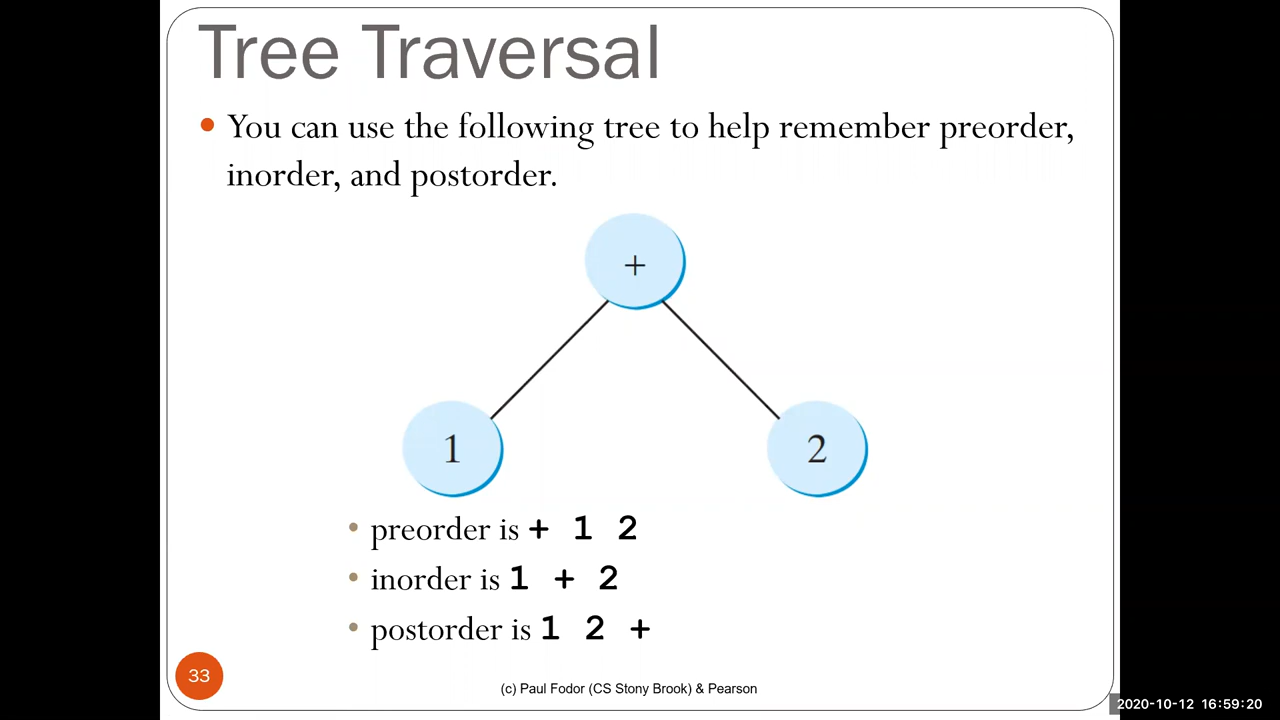 Tree Traversal
• You can use the following tree to help remember preorder,
inorder, and postorder.
+
1 2
• preorder is + 1 2
• inorder is 1 + 2
• postorder is 1 2 +
33
(c) Paul Fodor (CS Stony Brook) & Pearson
2020-10-12 16:59:20